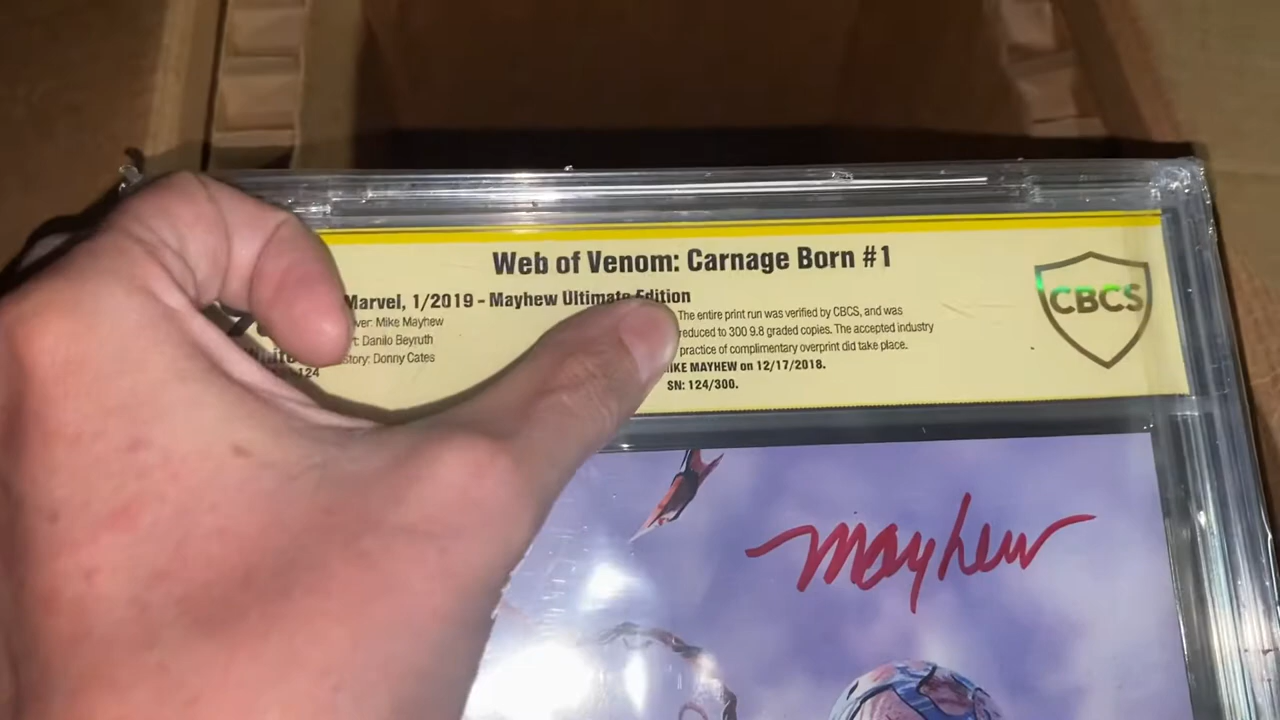 Web of Venom: Carnage Born #1
Marvel, 1/2019 - Mayhew Ultimate Edition
The entire print run was verified by CBCS, and was
Mike Mayhew
Danilo Beyruth
reduced to 300 9.8 graded copies. The accepted industry
Donny Cates
practice of complimentary overprint did take place.
MAYHEW on 12/17/2018.
124
SN: 124/300.
CBCS
mayhew